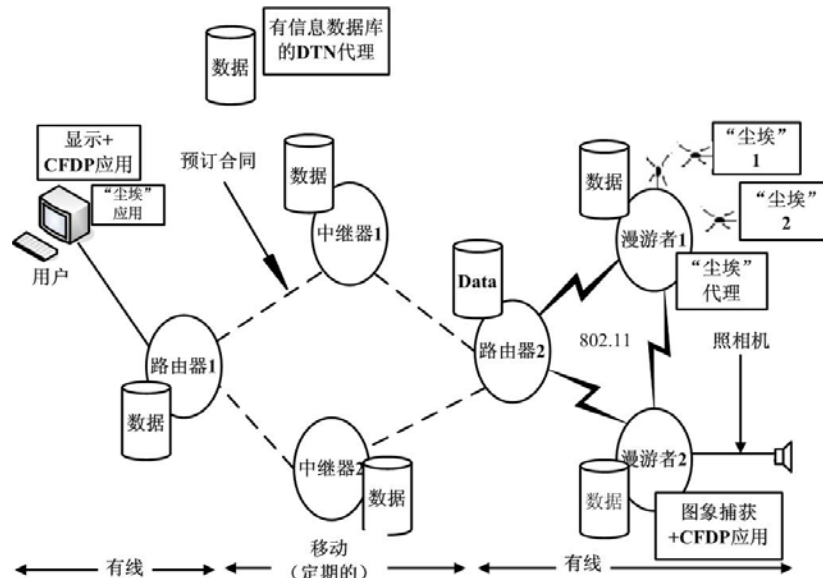 有信息数据库
的DTN代理
数据
显示+
CFDP应用
“尘埃”
应用
用户
预订合同
数据
中继器1
数据
“尘埃”
1
“尘埃”
2
漫游者1
“尘埃”
代理
Data
路由器2
802.11
照相机
路由器1
数据
中继器2
数据
漫游者2
数据
图象捕获
+CFDP应用
有线
移动
（定期的）
有线